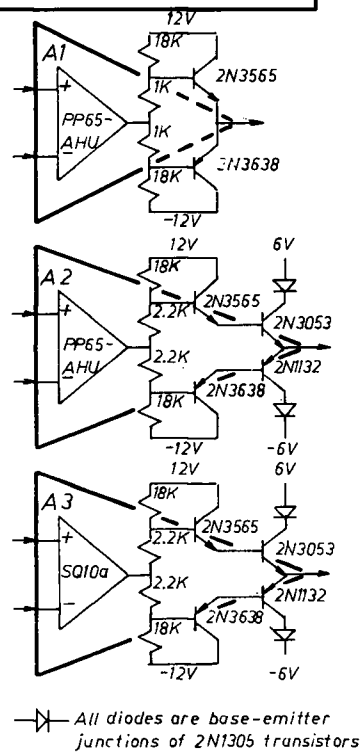 12V
A1
18K
2N3565
+
1K
PP65-
1K
AHU
-
2N3638
18K
-12V
12V
6V
A2
18K
2N3565
+
2.2K
2N3053
PP65-
AHU
2.2K
2N1132
-
2N3638
18K
-12V
-6V
12V
6V
A3
18K
2N3565
+
2.2K
2N3053
SQ10a
2.2K
2N1132
-
18K
2N3638
-12V
-6V
All diodes are base-emitter
junctions of 2N1305 transistors